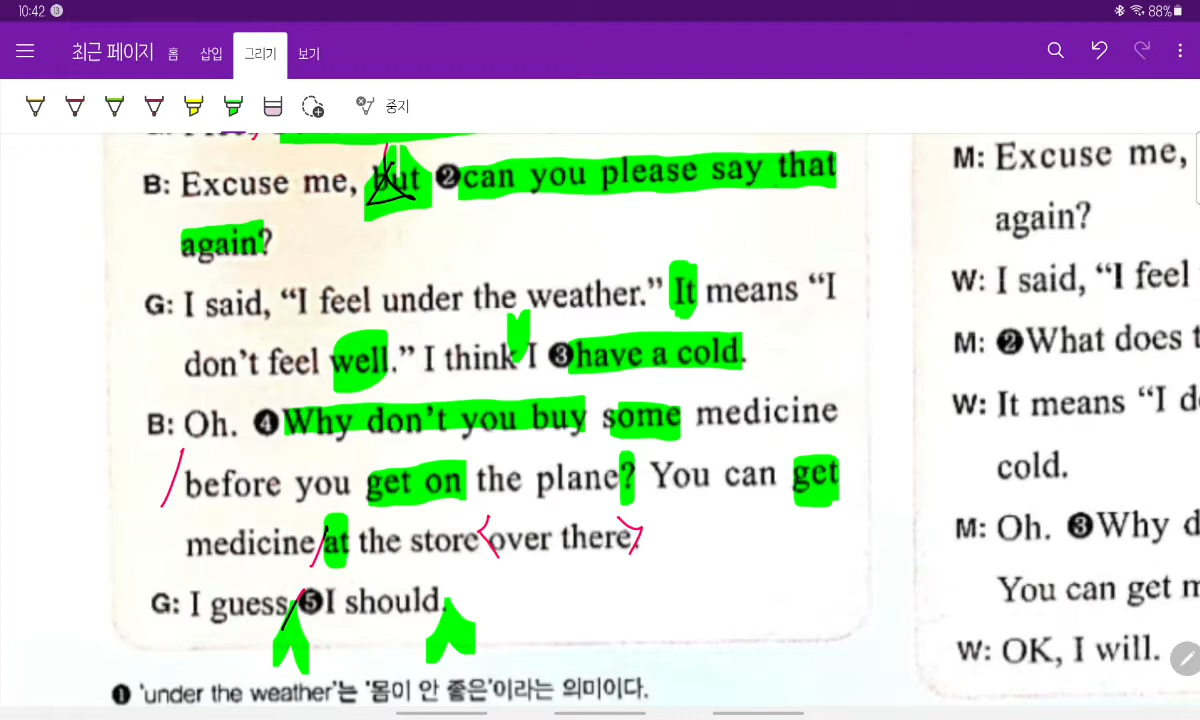 10:42 13 88%
최근 페이지 홈 삽입 그리기 보기
중지
B: Excuse me, but ❷can you please say that
again?
G: I said, “I feel under the weather.” It means “I
don’t feel well.” I think I ❸have a cold.
B: Oh. ❹Why don’t you buy some medicine
before you get on the plane? You can get
medicine at the store over there.
G: I guess ❺I should.
❶ 'under the weather'는 '몸이 안 좋은'이라는 의미이다.
M: Excuse me,
again?
W: I said, “I feel
M: ❷What does
W: It means “I
cold.
M: Oh. ❸Why
You can get
W: OK, I will.